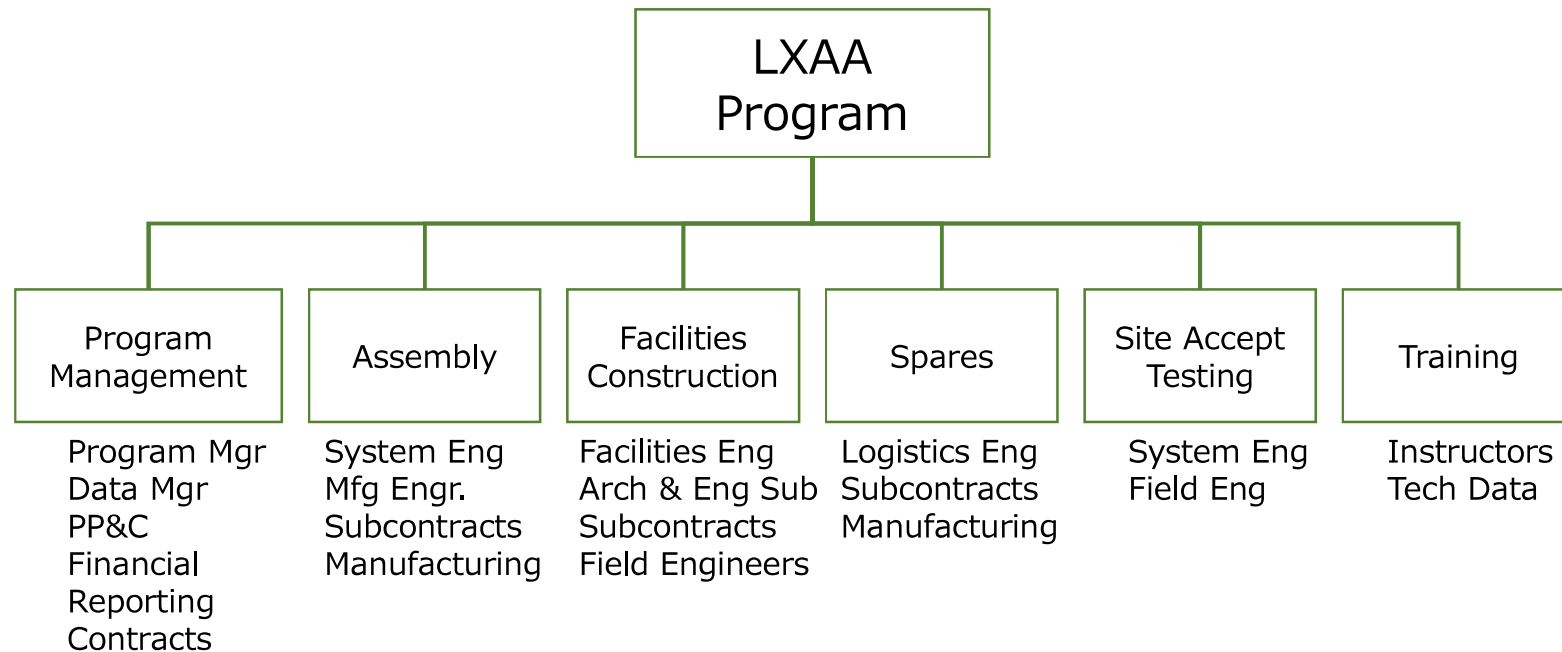 LXAA
Program
Program
Management
Assembly
Facilities
Construction
Spares
Site Accept
Testing
Training
Program Mgr
Data Mgr
PP&C
Financial
Reporting
Contracts
System Eng
Mfg Engr.
Subcontracts
Manufacturing
Facilities Eng
Arch & Eng Sub
Subcontracts
Field Engineers
Logistics Eng
Subcontracts
Manufacturing
System Eng
Field Eng
Instructors
Tech Data